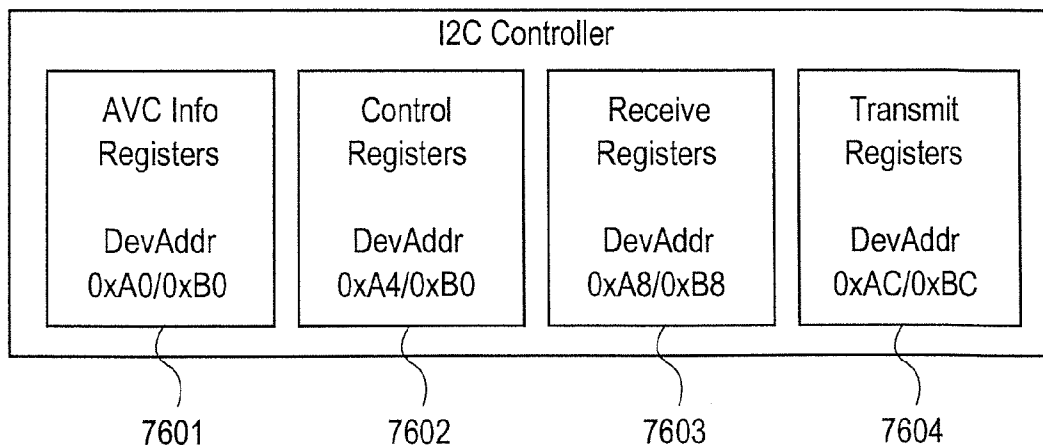 I2C Controller
AVC Info
Registers
DevAddr
0xA0/0xB0
Control
Registers
DevAddr
0xA4/0xB0
Receive
Registers
DevAddr
0xA8/0xB8
Transmit
Registers
DevAddr
0xAC/0xBC
7601
7602
7603
7604